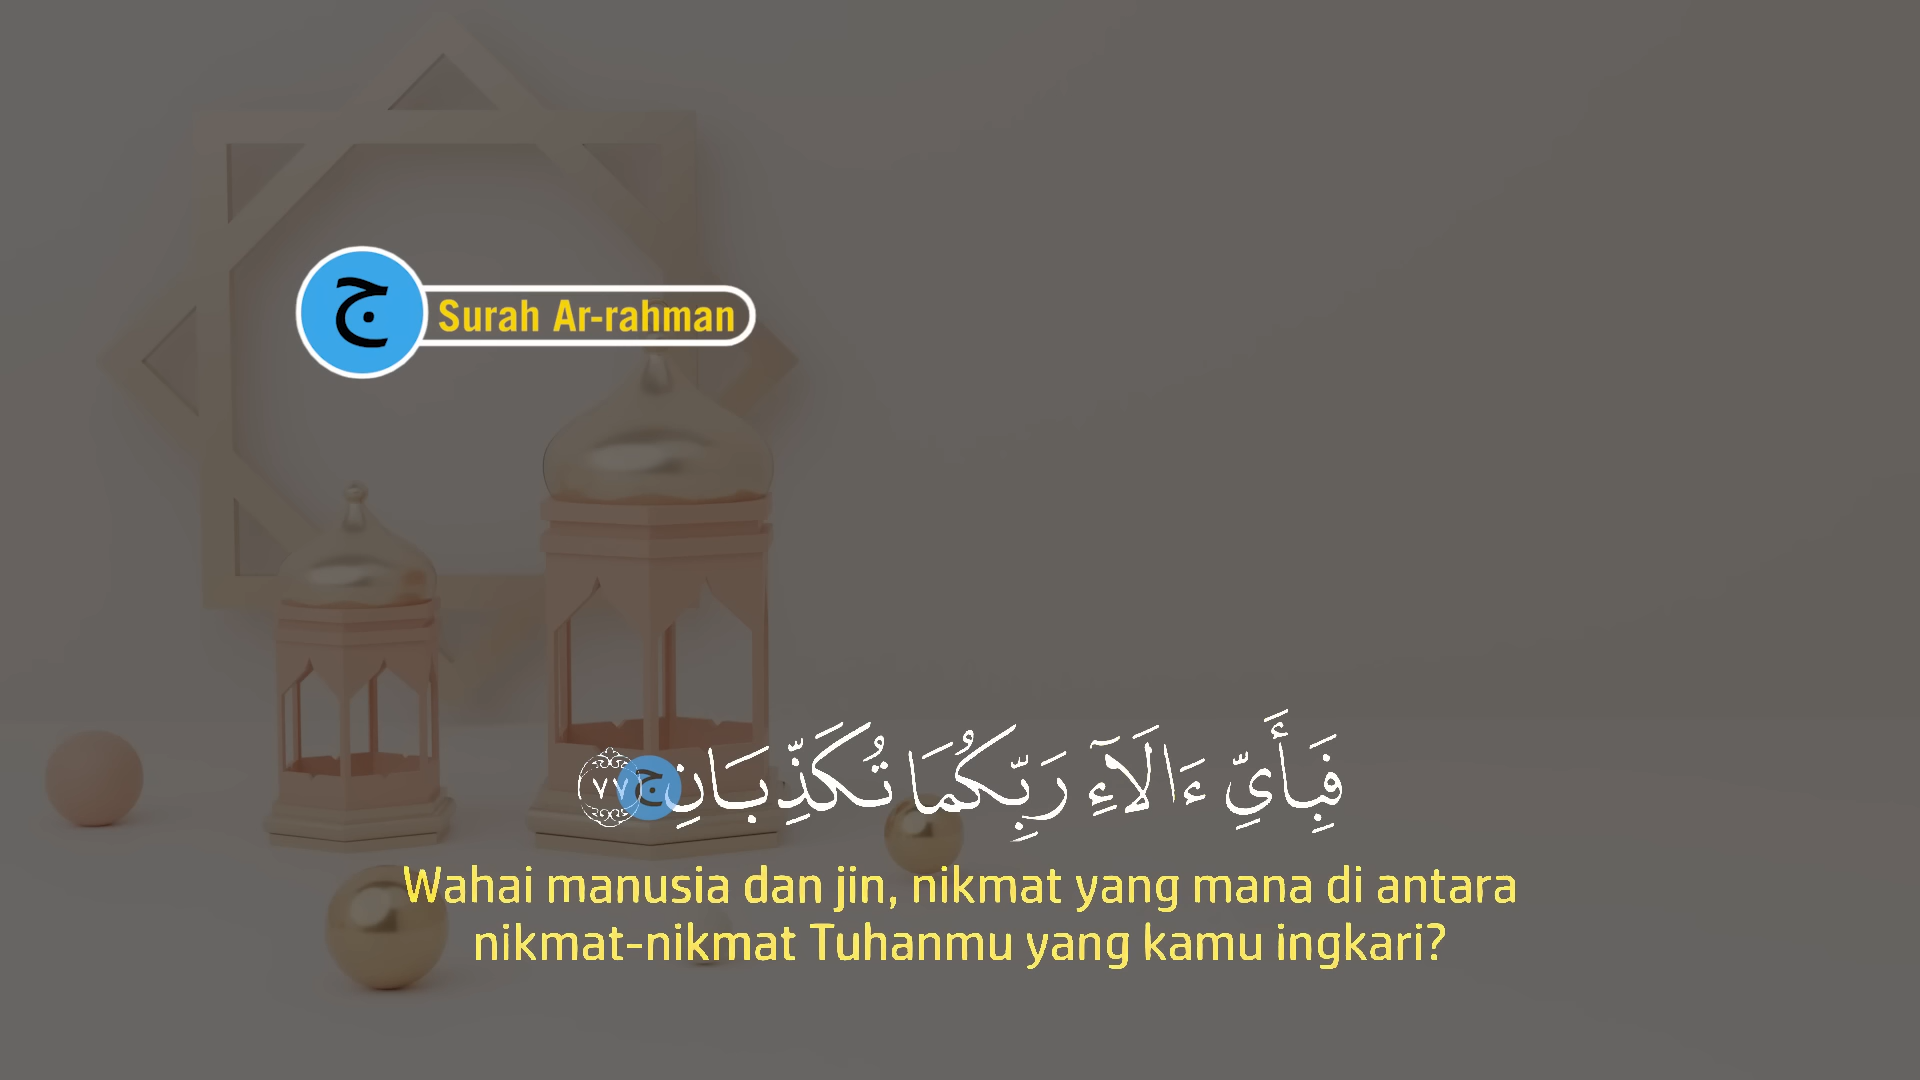 ج
Surah Ar-rahman
فَبِأَيِّ ءَالَآءِ رَبِّكُمَا تُكَذِّبَانِ ٧٧
ج
Wahai manusia dan jin, nikmat yang mana di antara
nikmat-nikmat Tuhanmu yang kamu ingkari?